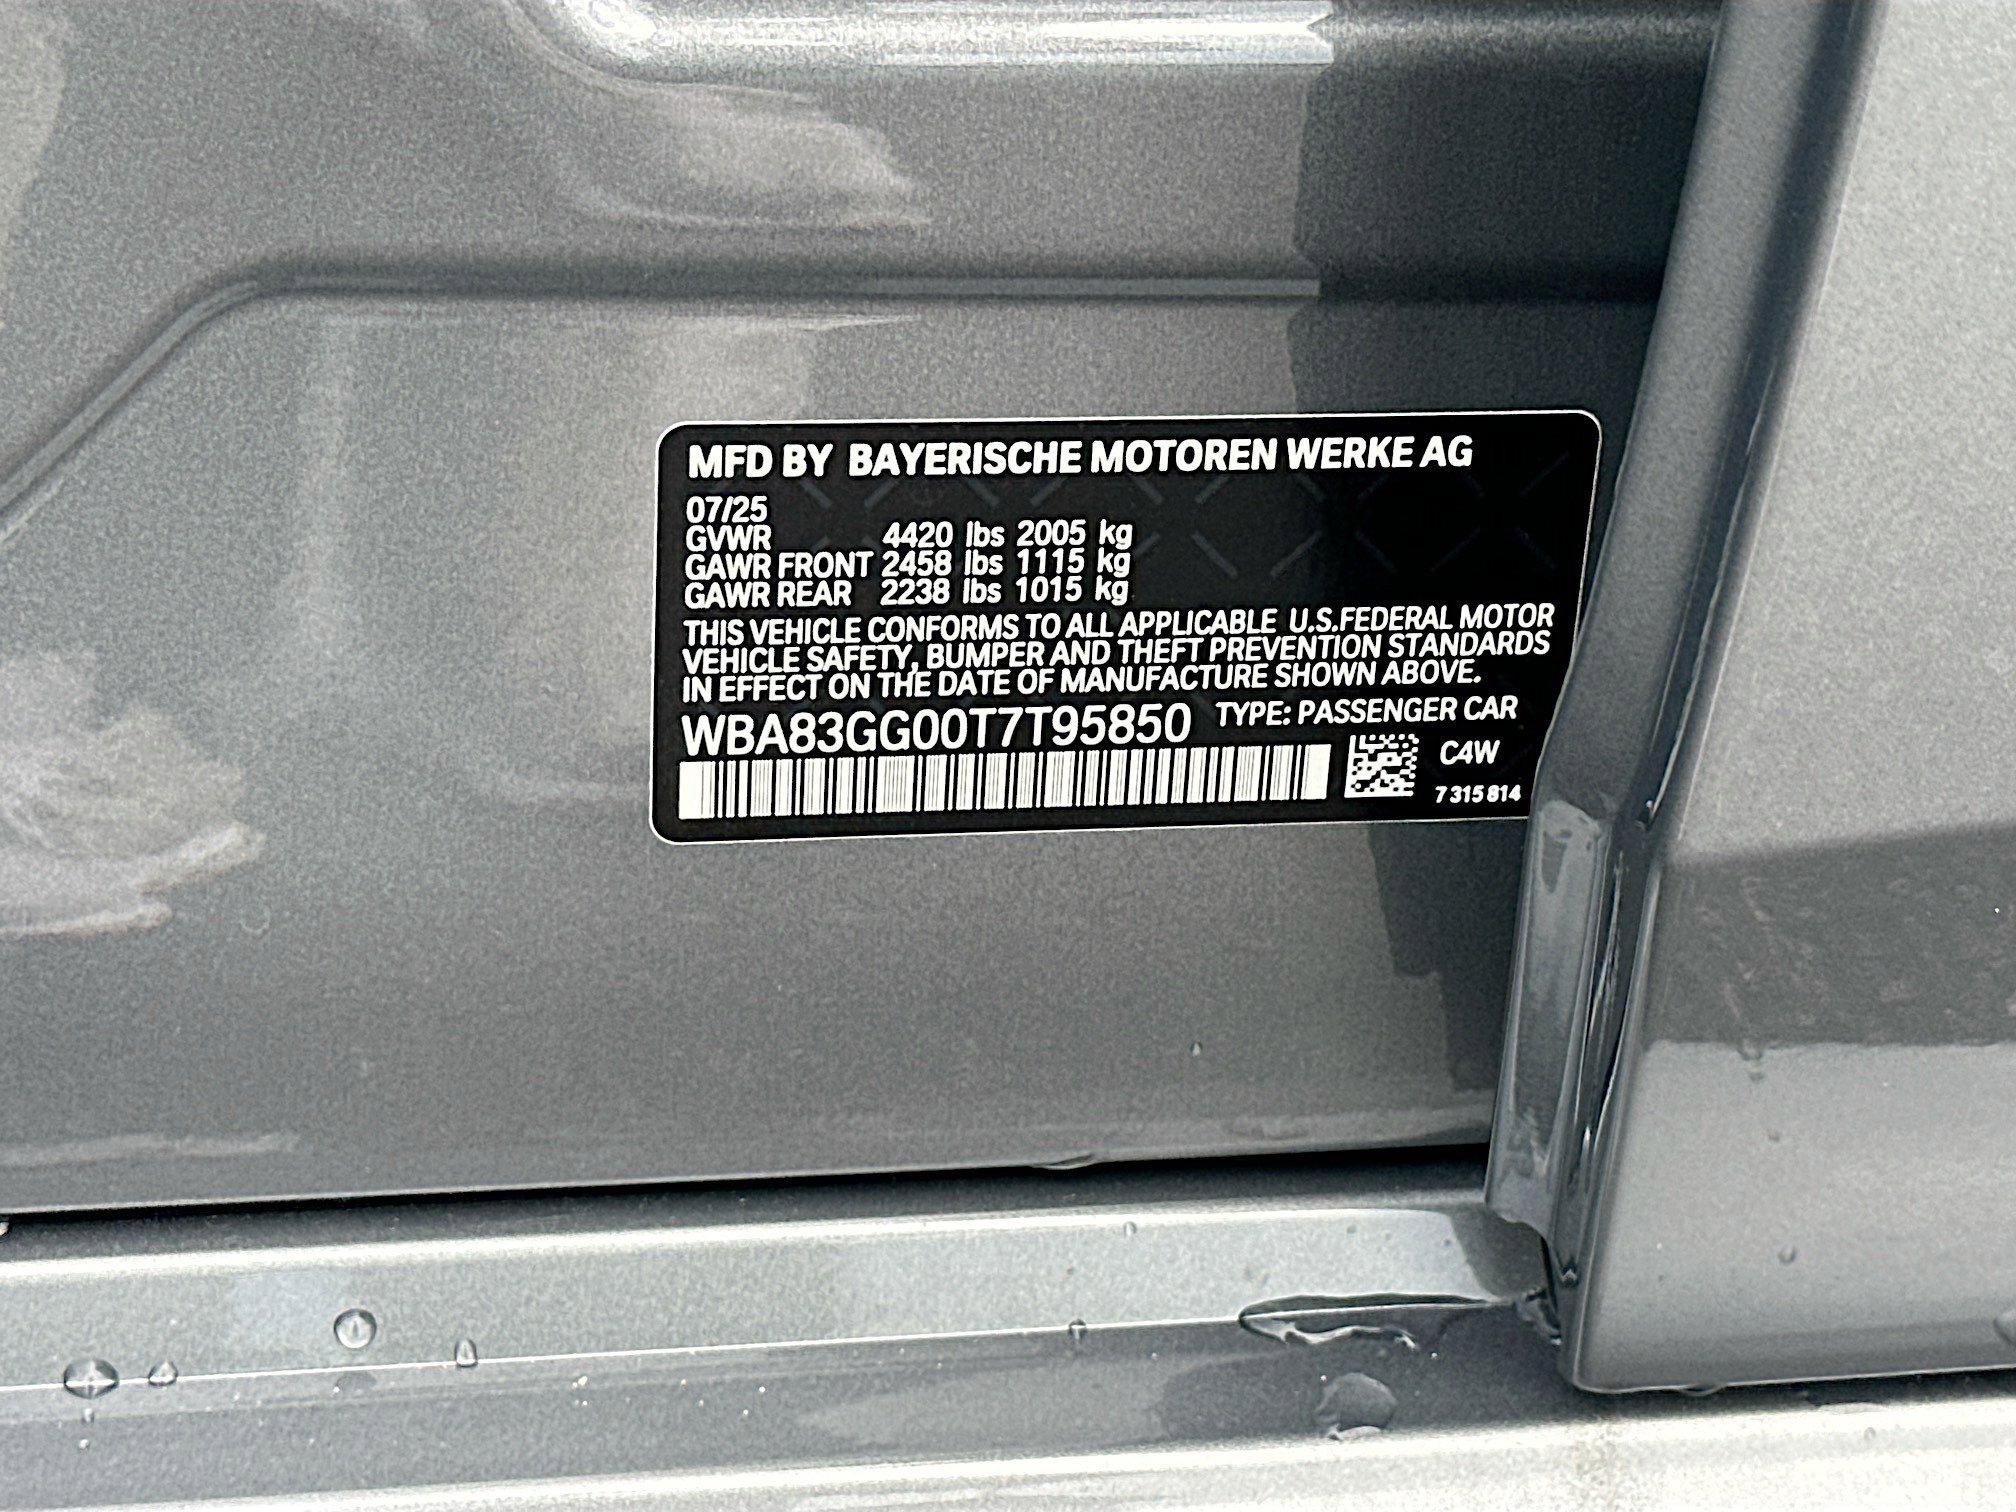 MFD BY BAYERISCHE MOTOREN WERKE AG
07/25
GVWR 4420 lbs 2005 kg
GAWR FRONT 2458 lbs 1115 kg
GAWR REAR 2238 lbs 1015 kg
THIS VEHICLE CONFORMS TO ALL APPLICABLE U.S.FEDERAL MOTOR
VEHICLE SAFETY, BUMPER AND THEFT PREVENTION STANDARDS
IN EFFECT ON THE DATE OF MANUFACTURE SHOWN ABOVE.
WBA83GG00T7T95850 TYPE: PASSENGER CAR
C4W
7 315 814